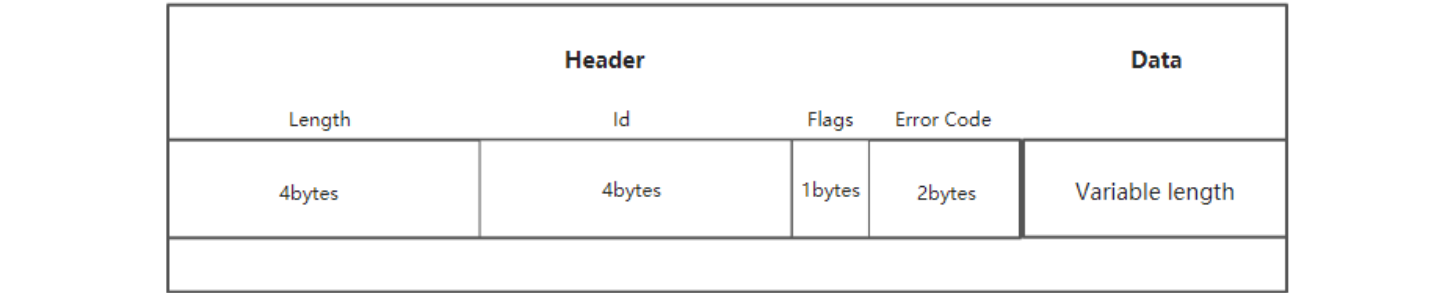 Header Data
Length Id Flags Error Code
4bytes 4bytes 1bytes 2bytes Variable length